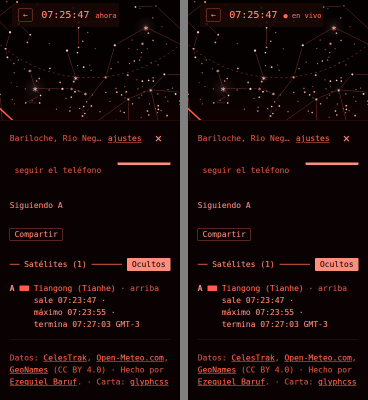 ← 07:25:47 ahora
Bariloche, Río Neg… ajustes ×
seguir el teléfono
Siguiendo A
Compartir
Satélites (1) Ocultos
A Tiangong (Tianhe) · arriba
sale 07:23:47 ·
máximo 07:23:55 ·
termina 07:27:03 GMT-3
Datos: CelesTrak, Open-Meteo.com,
GeoNames (CC BY 4.0) · Hecho por
Ezequiel Baruf. · Carta: glyphcss
← 07:25:47 ● en vivo
Bariloche, Río Neg… ajustes ×
seguir el teléfono
Siguiendo A
Compartir
Satélites (1) Ocultos
A Tiangong (Tianhe) · arriba
sale 07:23:47 ·
máximo 07:23:55 ·
termina 07:27:03 GMT-3
Datos: CelesTrak, Open-Meteo.com,
GeoNames (CC BY 4.0) · Hecho por
Ezequiel Baruf. · Carta: glyphcss